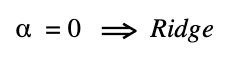 α = 0 ⟹ Ridge